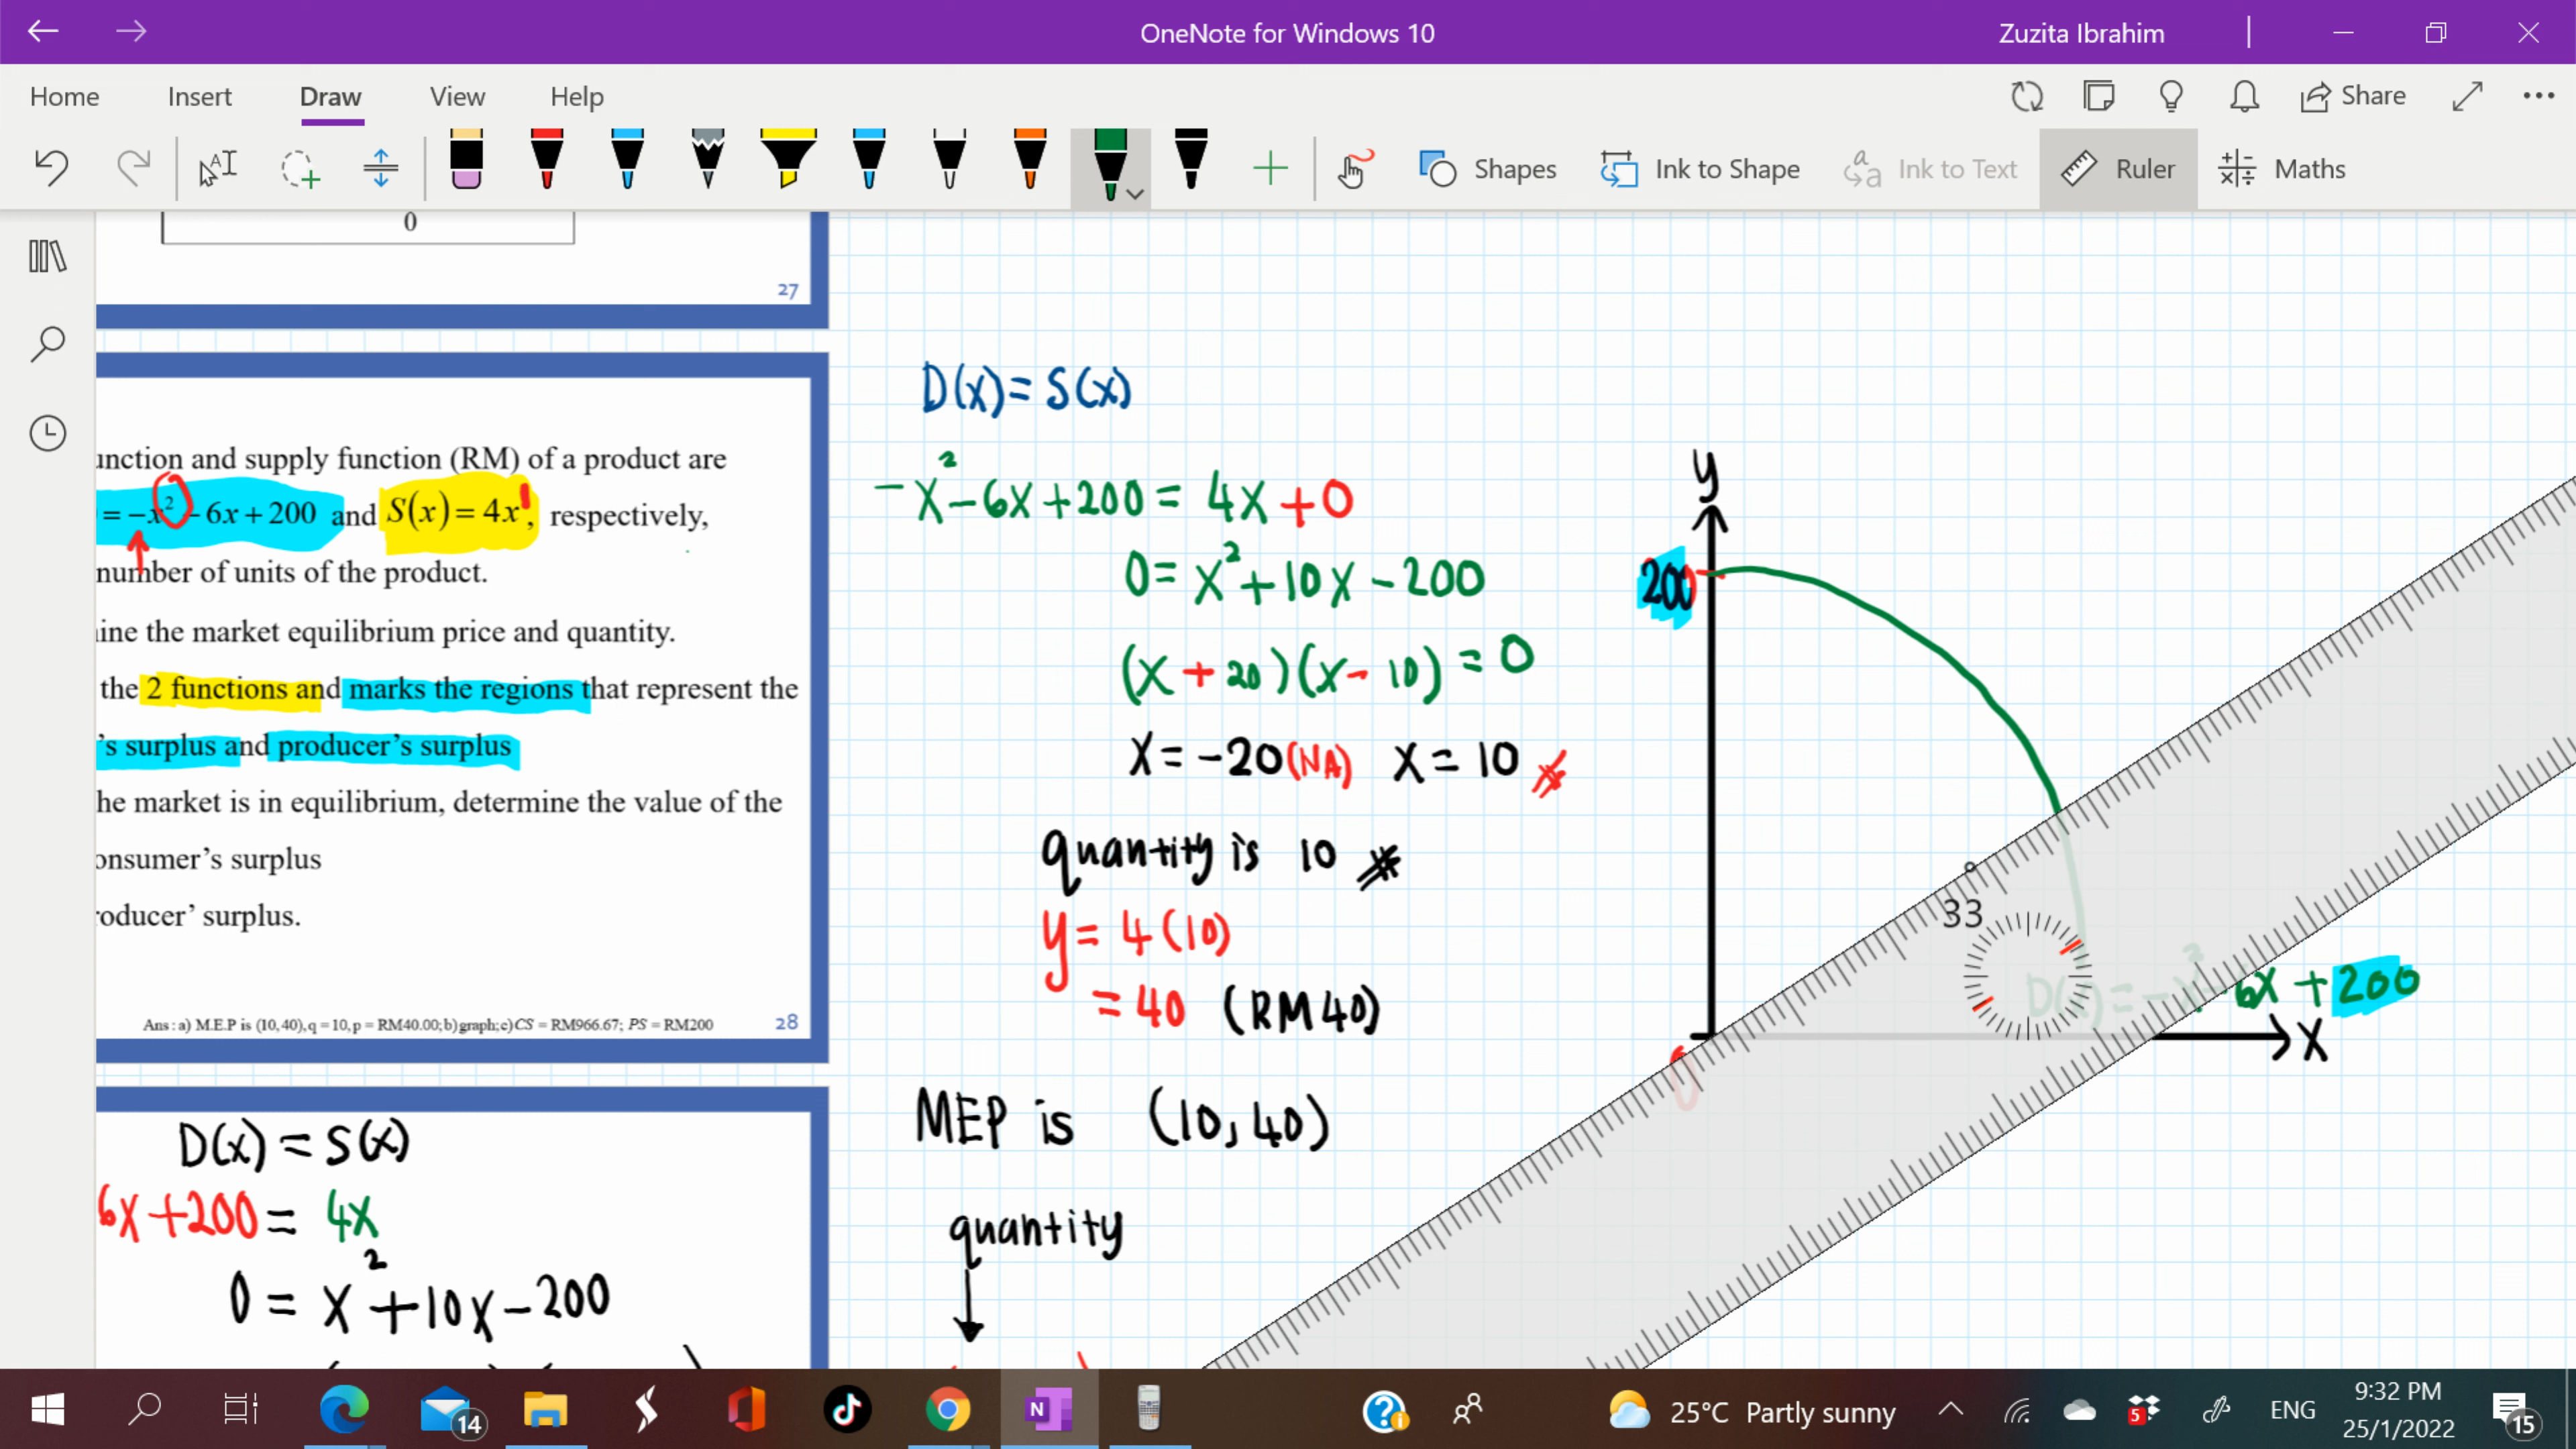 OneNote for Windows 10
Zuzita Ibrahim
Home Insert Draw View Help
Share
Shapes Ink to Shape Ink to Text Ruler Maths
0
27
unction and supply function (RM) of a product are
= −x² − 6x + 200 and S(x) = 4x¹, respectively,
number of units of the product.
ine the market equilibrium price and quantity.
the 2 functions and marks the regions that represent the
's surplus and producer's surplus
he market is in equilibrium, determine the value of the
onsumer's surplus
roducer' surplus.
Ans : a) M.E.P is (10, 40), q = 10, p = RM40.00; b) graph; c) CS = RM966.67; PS = RM200
28
D(x) = S(x)
6x + 200 = 4x
0 = x² + 10x − 200
D(x) = S(x)
−x² − 6x + 200 = 4x + 0
0 = x² + 10x − 200
(x + 20)(x − 10) = 0
x = −20 (NA) x = 10
quantity is 10
y = 4(10)
= 40 (RM40)
MEP is (10, 40)
quantity
y
200
33°
D(x) = −x² − 6x + 200
x
0
14
25°C Partly sunny
5
ENG
9:32 PM
25/1/2022
15